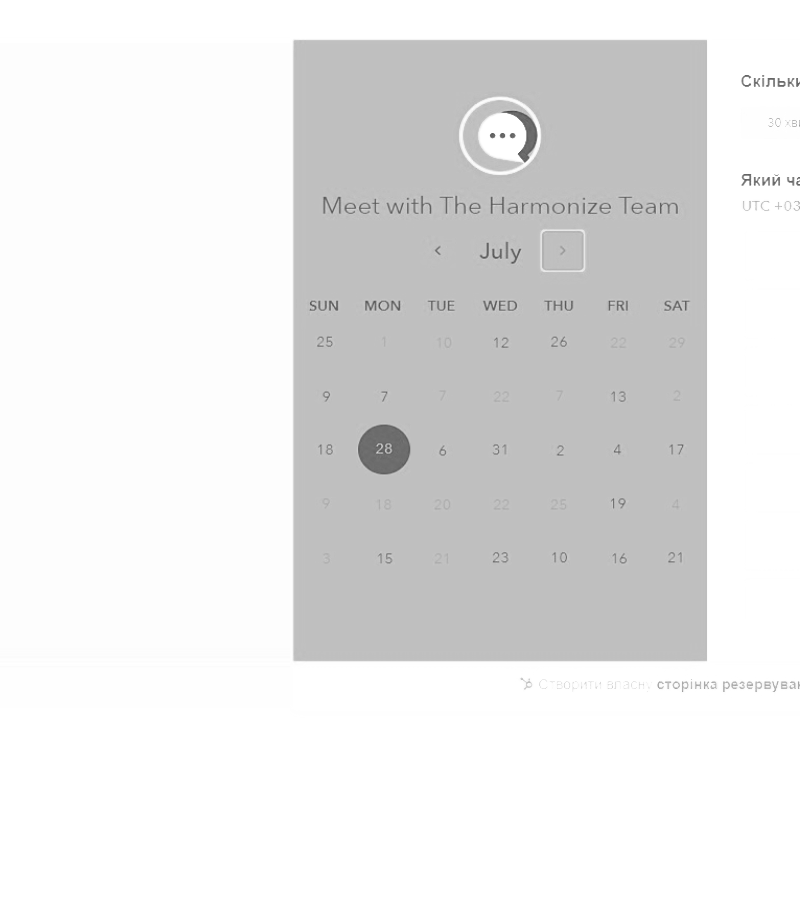 Скільки
30 хв
Який ча
UTC +03
Meet with The Harmonize Team
July
SUN MON TUE WED THU FRI SAT
25 1 10 12 26 22 29
9 7 7 22 7 13 2
18 28 6 31 2 4 17
9 18 20 22 25 19 4
3 15 21 23 10 16 21
Створити власну сторінка резервуван